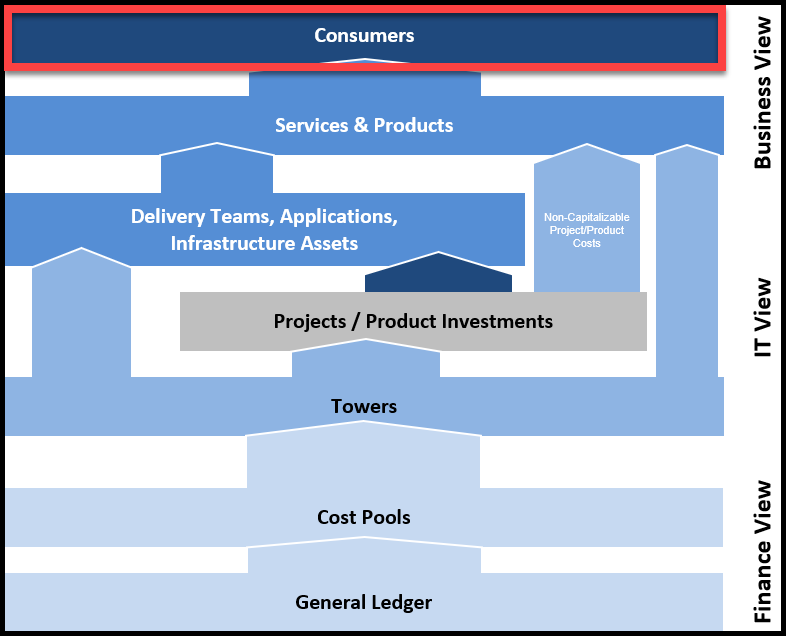 Consumers
Services & Products
Delivery Teams, Applications,
Infrastructure Assets
Non-Capitalizable
Project/Product
Costs
Projects / Product Investments
Towers
Cost Pools
General Ledger
Business View
IT View
Finance View